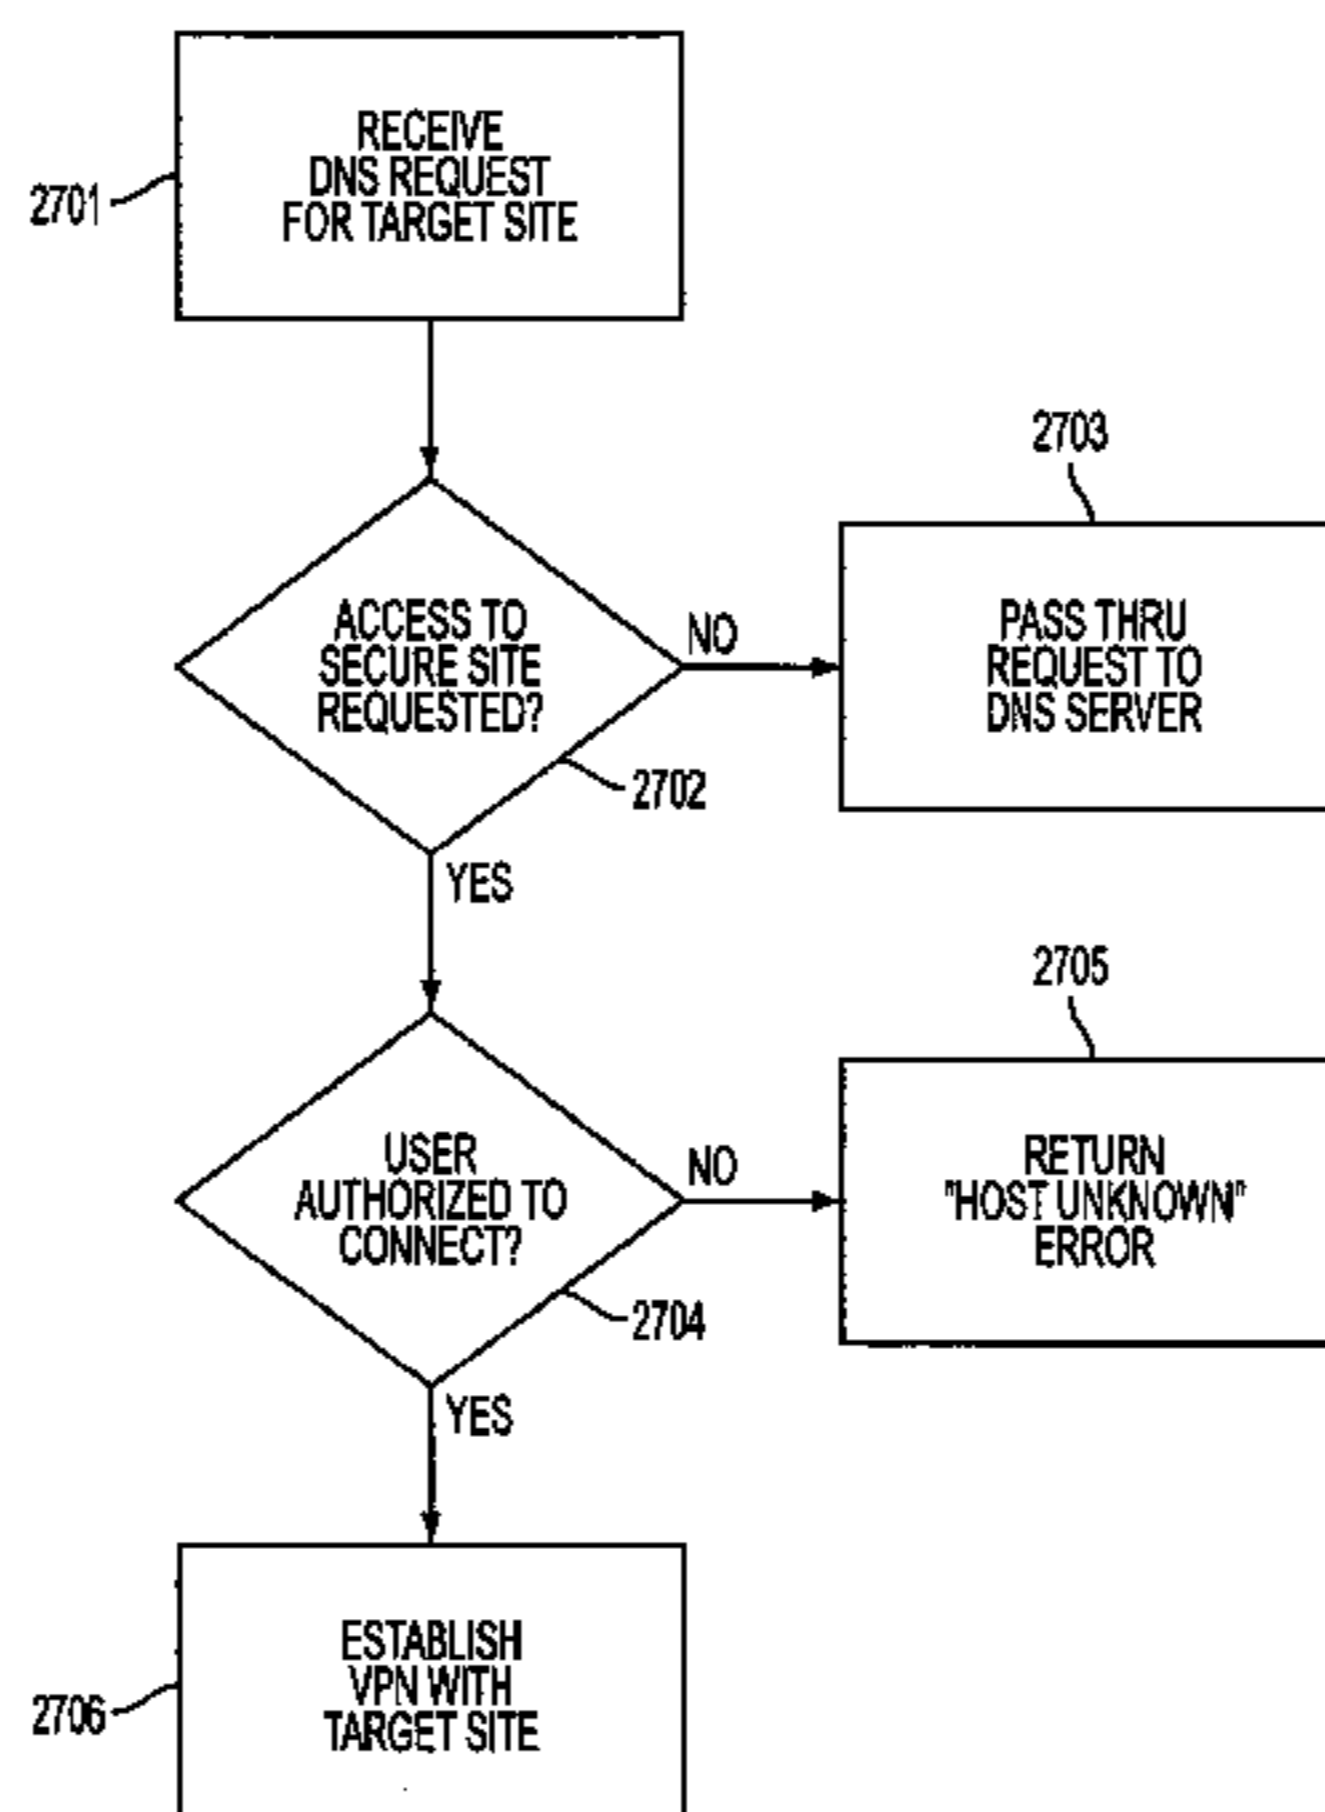 RECEIVE
DNS REQUEST
FOR TARGET SITE
2701
ACCESS TO
SECURE SITE
REQUESTED?
2702
NO
2703
PASS THRU
REQUEST TO
DNS SERVER
YES
USER
AUTHORIZED TO
CONNECT?
2704
NO
2705
RETURN
"HOST UNKNOWN"
ERROR
YES
ESTABLISH
VPN WITH
TARGET SITE
2706